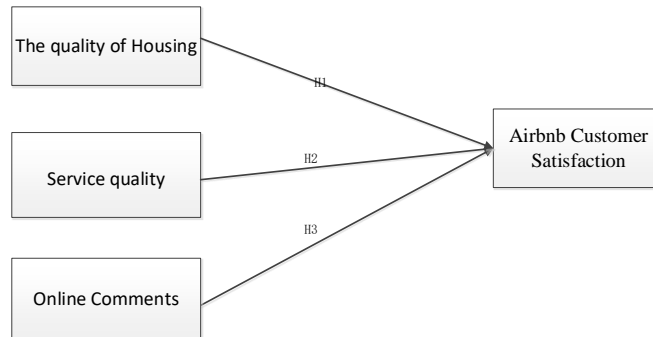 The quality of Housing
H1
Airbnb Customer
Satisfaction
H2
Service quality
H3
Online Comments